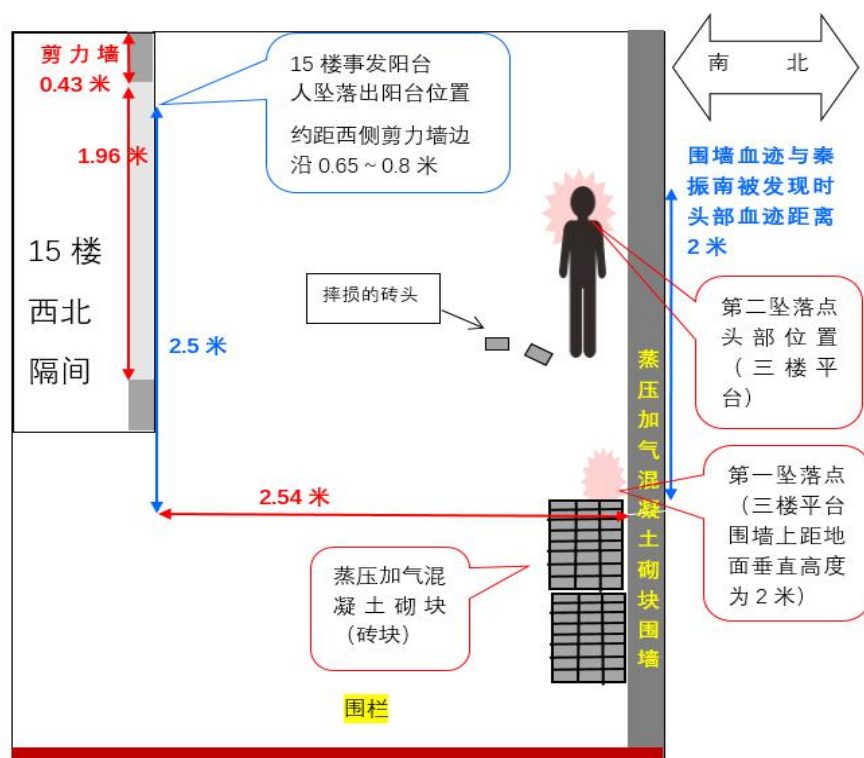 剪力墙
0.43 米
1.96 米
15 楼
西北
隔间
15 楼事发阳台
人坠落出阳台位置
约距西侧剪力墙边
沿 0.65 ~ 0.8 米
南 北
围墙血迹与秦
振南被发现时
头部血迹距离
2 米
摔损的砖头
2.5 米
第二坠落点
头部位置
（三楼平
台）
蒸压加气混凝土砌块围墙
2.54 米
第一坠落点
（三楼平台
围墙上距地
面垂直高度
为 2 米）
蒸压加气混
凝土砌块
（砖块）
围栏